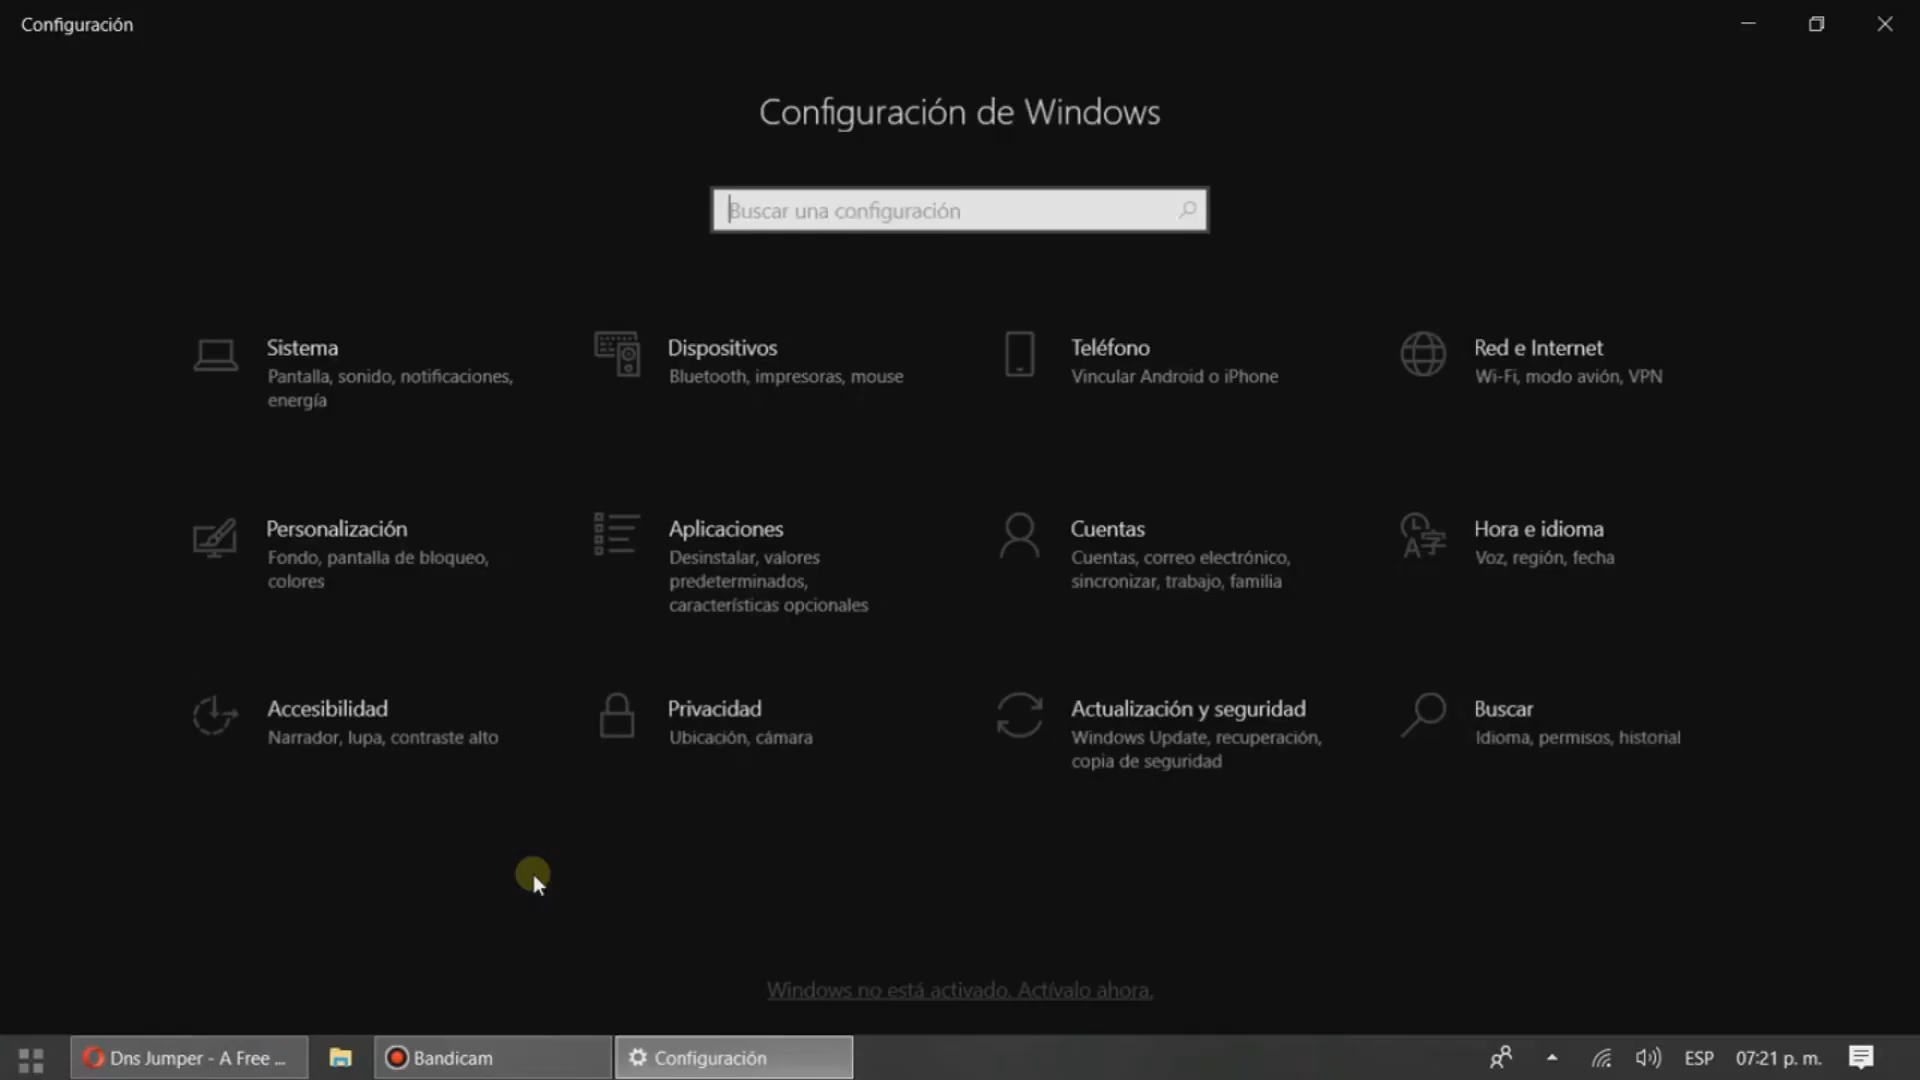 Configuración
Configuración de Windows
Buscar una configuración
Sistema
Pantalla, sonido, notificaciones,
energía
Dispositivos
Bluetooth, impresoras, mouse
Teléfono
Vincular Android o iPhone
Red e Internet
Wi-Fi, modo avión, VPN
Personalización
Fondo, pantalla de bloqueo,
colores
Aplicaciones
Desinstalar, valores
predeterminados,
características opcionales
Cuentas
Cuentas, correo electrónico,
sincronizar, trabajo, familia
Hora e idioma
Voz, región, fecha
Accesibilidad
Narrador, lupa, contraste alto
Privacidad
Ubicación, cámara
Actualización y seguridad
Windows Update, recuperación,
copia de seguridad
Buscar
Idioma, permisos, historial
Windows no está activado. Actívalo ahora.
Dns Jumper - A Free ...
Bandicam
Configuración
ESP
07:21 p. m.